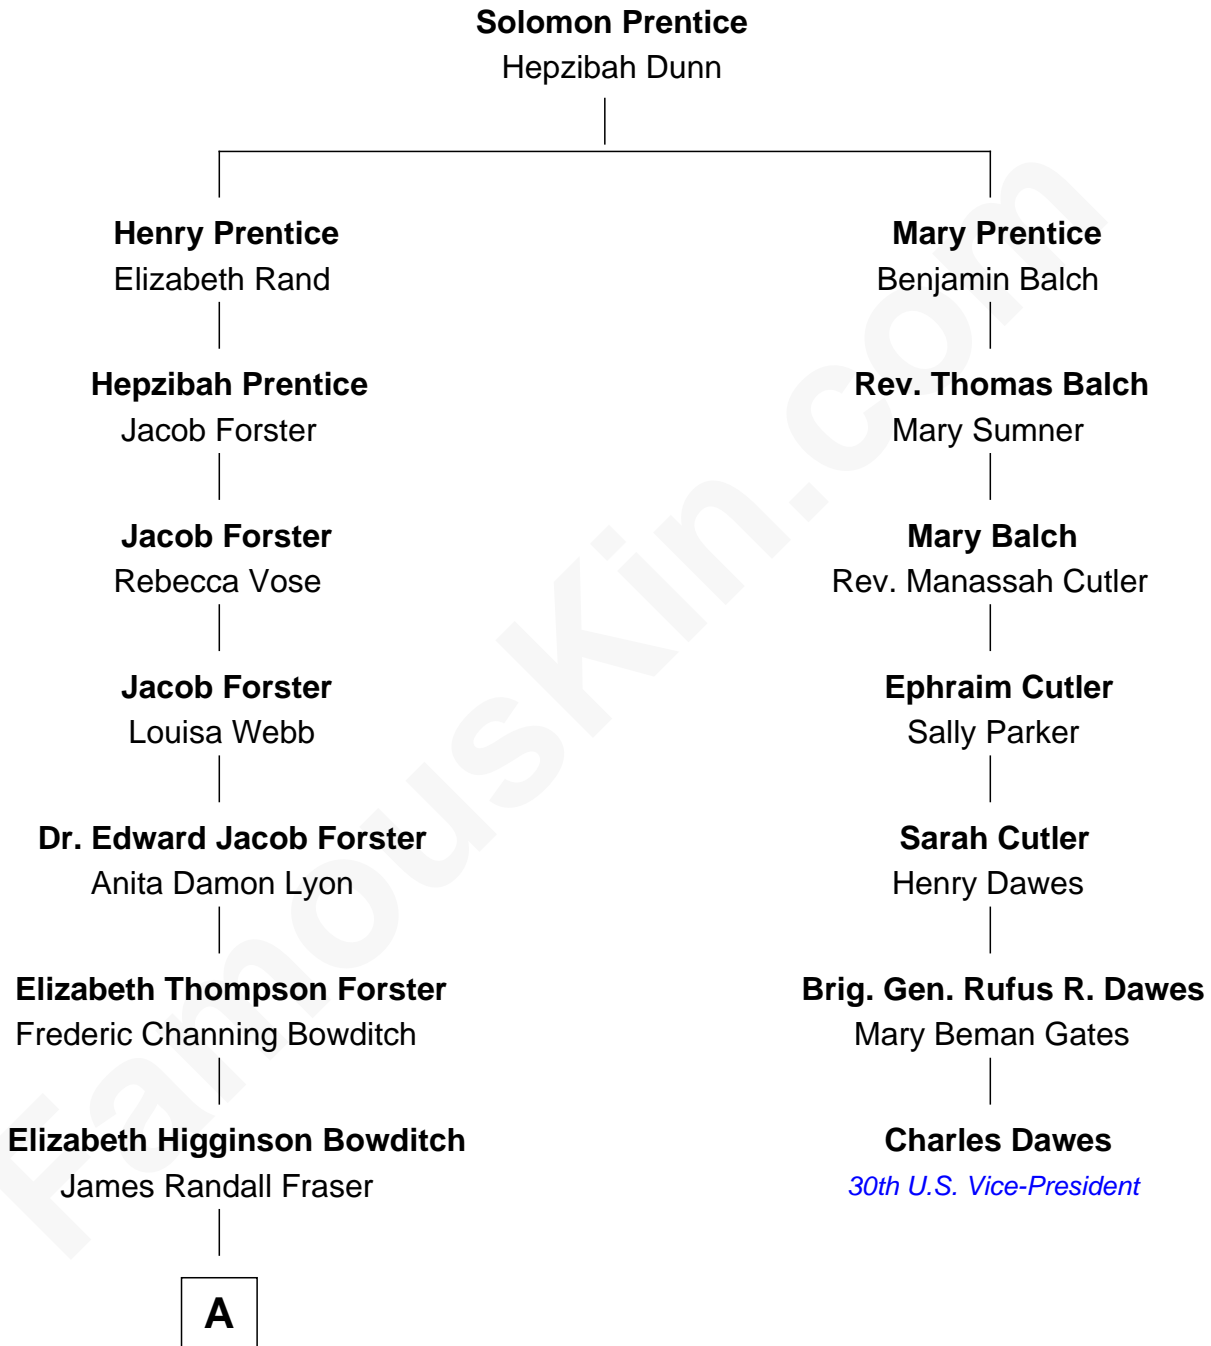 Solomon Prentice
Hepzibah Dunn
Henry Prentice
Elizabeth Rand
Mary Prentice
Benjamin Balch
Hepzibah Prentice
Jacob Forster
Rev. Thomas Balch
Mary Sumner
Jacob Forster
Rebecca Vose
Mary Balch
Rev. Manassah Cutler
Jacob Forster
Louisa Webb
Ephraim Cutler
Sally Parker
Dr. Edward Jacob Forster
Anita Damon Lyon
Sarah Cutler
Henry Dawes
Elizabeth Thompson Forster
Frederic Channing Bowditch
Brig. Gen. Rufus R. Dawes
Mary Beman Gates
Elizabeth Higginson Bowditch
James Randall Fraser
Charles Dawes
30th U.S. Vice-President
A
FamousKin.com